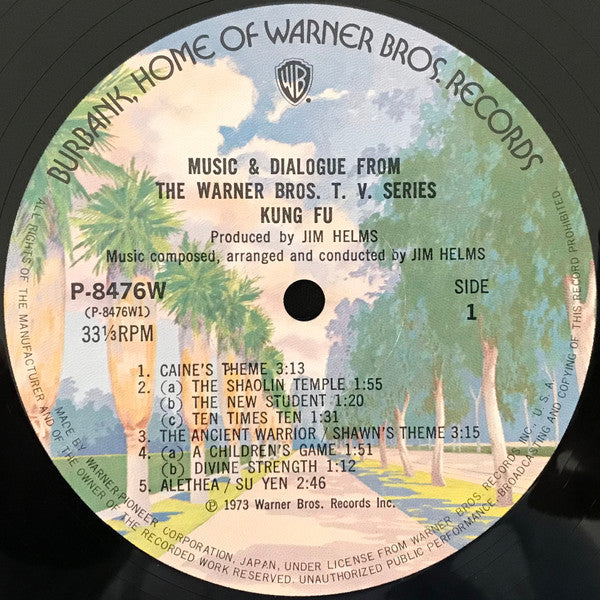 BURBANK, HOME OF WARNER BROS. RECORDS
WB
MUSIC & DIALOGUE FROM
THE WARNER BROS. T. V. SERIES
KUNG FU
Produced by JIM HELMS
Music composed, arranged and conducted by JIM HELMS
P-8476W
(P-8476W1)
33⅓RPM
SIDE
1
1. CAINE'S THEME 3:13
2. (a) THE SHAOLIN TEMPLE 1:55
(b) THE NEW STUDENT 1:20
(c) TEN TIMES TEN 1:31
3. THE ANCIENT WARRIOR / SHAWN'S THEME 3:15
4. (a) A CHILDREN'S GAME 1:51
(b) DIVINE STRENGTH 1:12
5. ALETHEA / SU YEN 2:46
Ⓟ 1973 Warner Bros. Records Inc.
MADE BY WARNER-PIONEER CORPORATION, JAPAN, UNDER LICENSE FROM WARNER BROS. RECORDS INC., U.S.A.
ALL RIGHTS OF THE MANUFACTURER AND OF THE OWNER OF THE RECORDED WORK RESERVED. UNAUTHORIZED PUBLIC PERFORMANCE, BROADCASTING AND COPYING OF THIS RECORD PROHIBITED